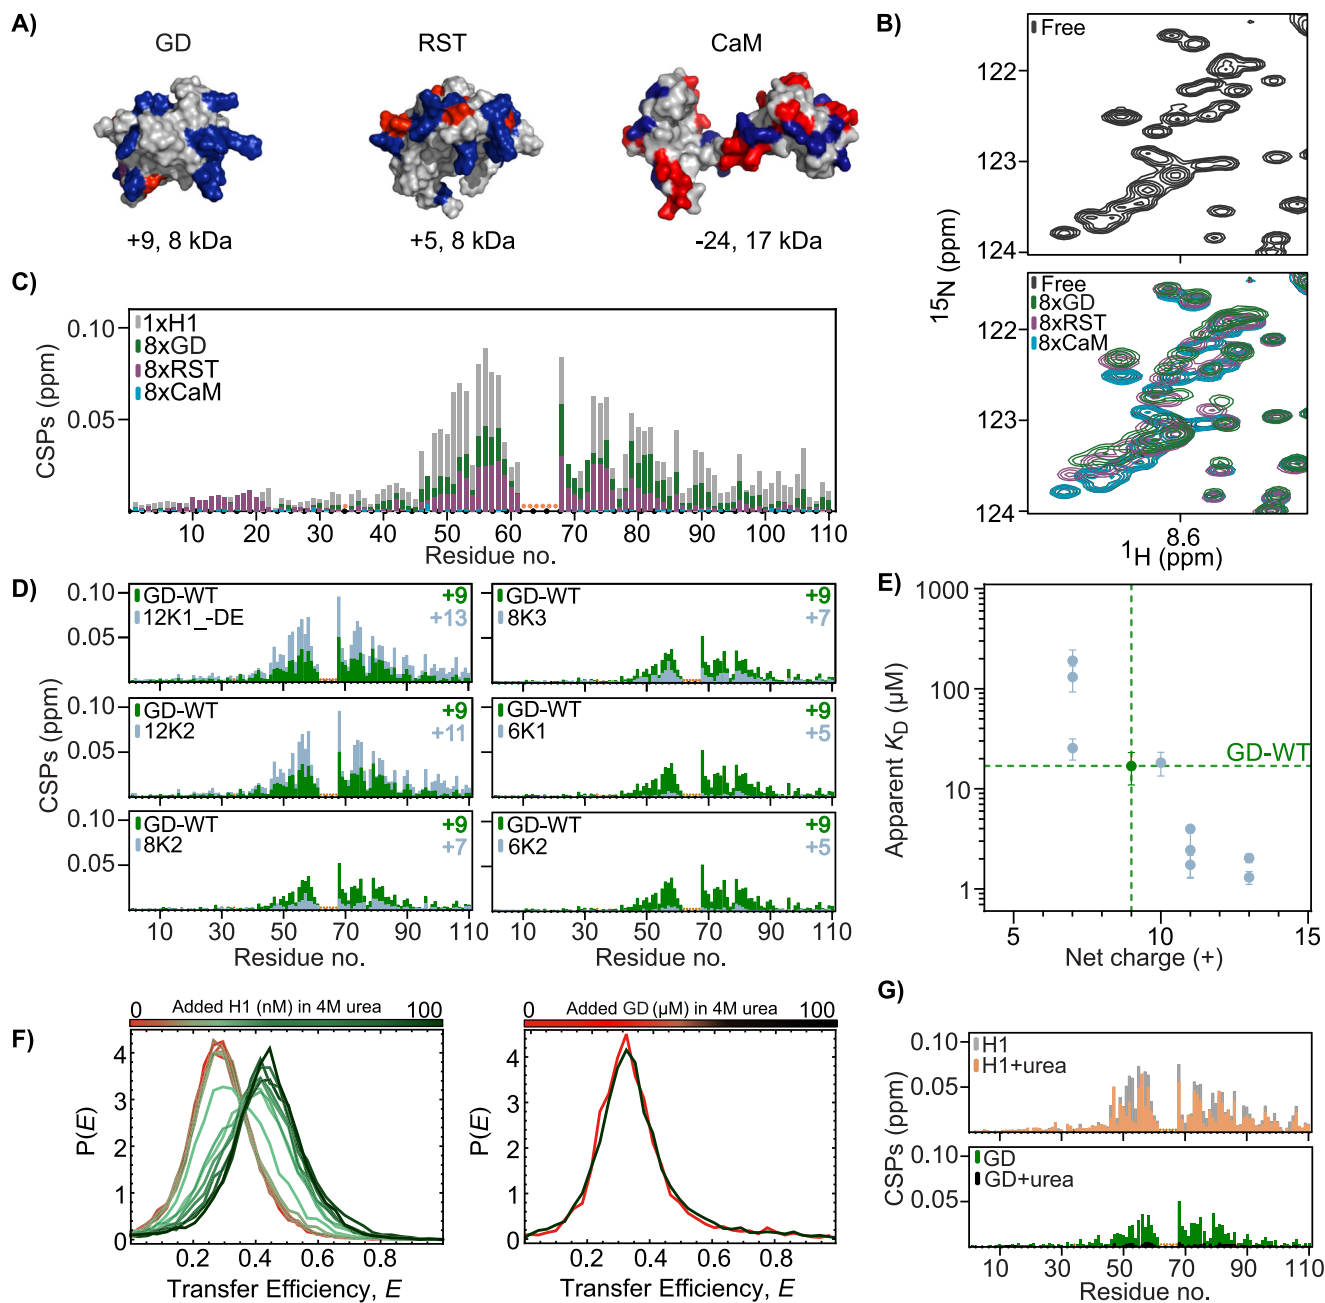 A)
GD
RST
CaM
+9, 8 kDa
+5, 8 kDa
-24, 17 kDa
B)
Free
122
123
124
Free
8xGD
8xRST
8xCaM
122
123
124
15N (ppm)
8.6
1H (ppm)
C)
1xH1
8xGD
8xRST
8xCaM
0.10
0.05
CSPs (ppm)
10 20 30 40 50 60 70 80 90 100 110
Residue no.
D)
GD-WT +9
12K1_-DE +13
0.10
0.05
GD-WT +9
8K3 +7
GD-WT +9
12K2 +11
0.10
0.05
GD-WT +9
6K1 +5
GD-WT +9
8K2 +7
0.10
0.05
GD-WT +9
6K2 +5
CSPs (ppm)
10 30 50 70 90 110
10 30 50 70 90 110
Residue no.
Residue no.
E)
1000
100
10
1
Apparent KD (µM)
GD-WT
5 10 15
Net charge (+)
F)
0 Added H1 (nM) in 4M urea 100
4
3
2
1
0
P(E)
0.2 0.4 0.6 0.8
Transfer Efficiency, E
0 Added GD (µM) in 4M urea 100
4
3
2
1
0
P(E)
0.2 0.4 0.6 0.8
Transfer Efficiency, E
G)
H1
H1+urea
0.10
0.05
GD
GD+urea
0.10
0.05
CSPs (ppm)
10 30 50 70 90 110
Residue no.